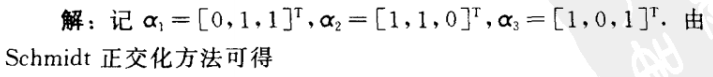 解：记 α₁＝[0,1,1]ᵀ,α₂＝[1,1,0]ᵀ,α₃＝[1,0,1]ᵀ. 由
Schmidt 正交化方法可得